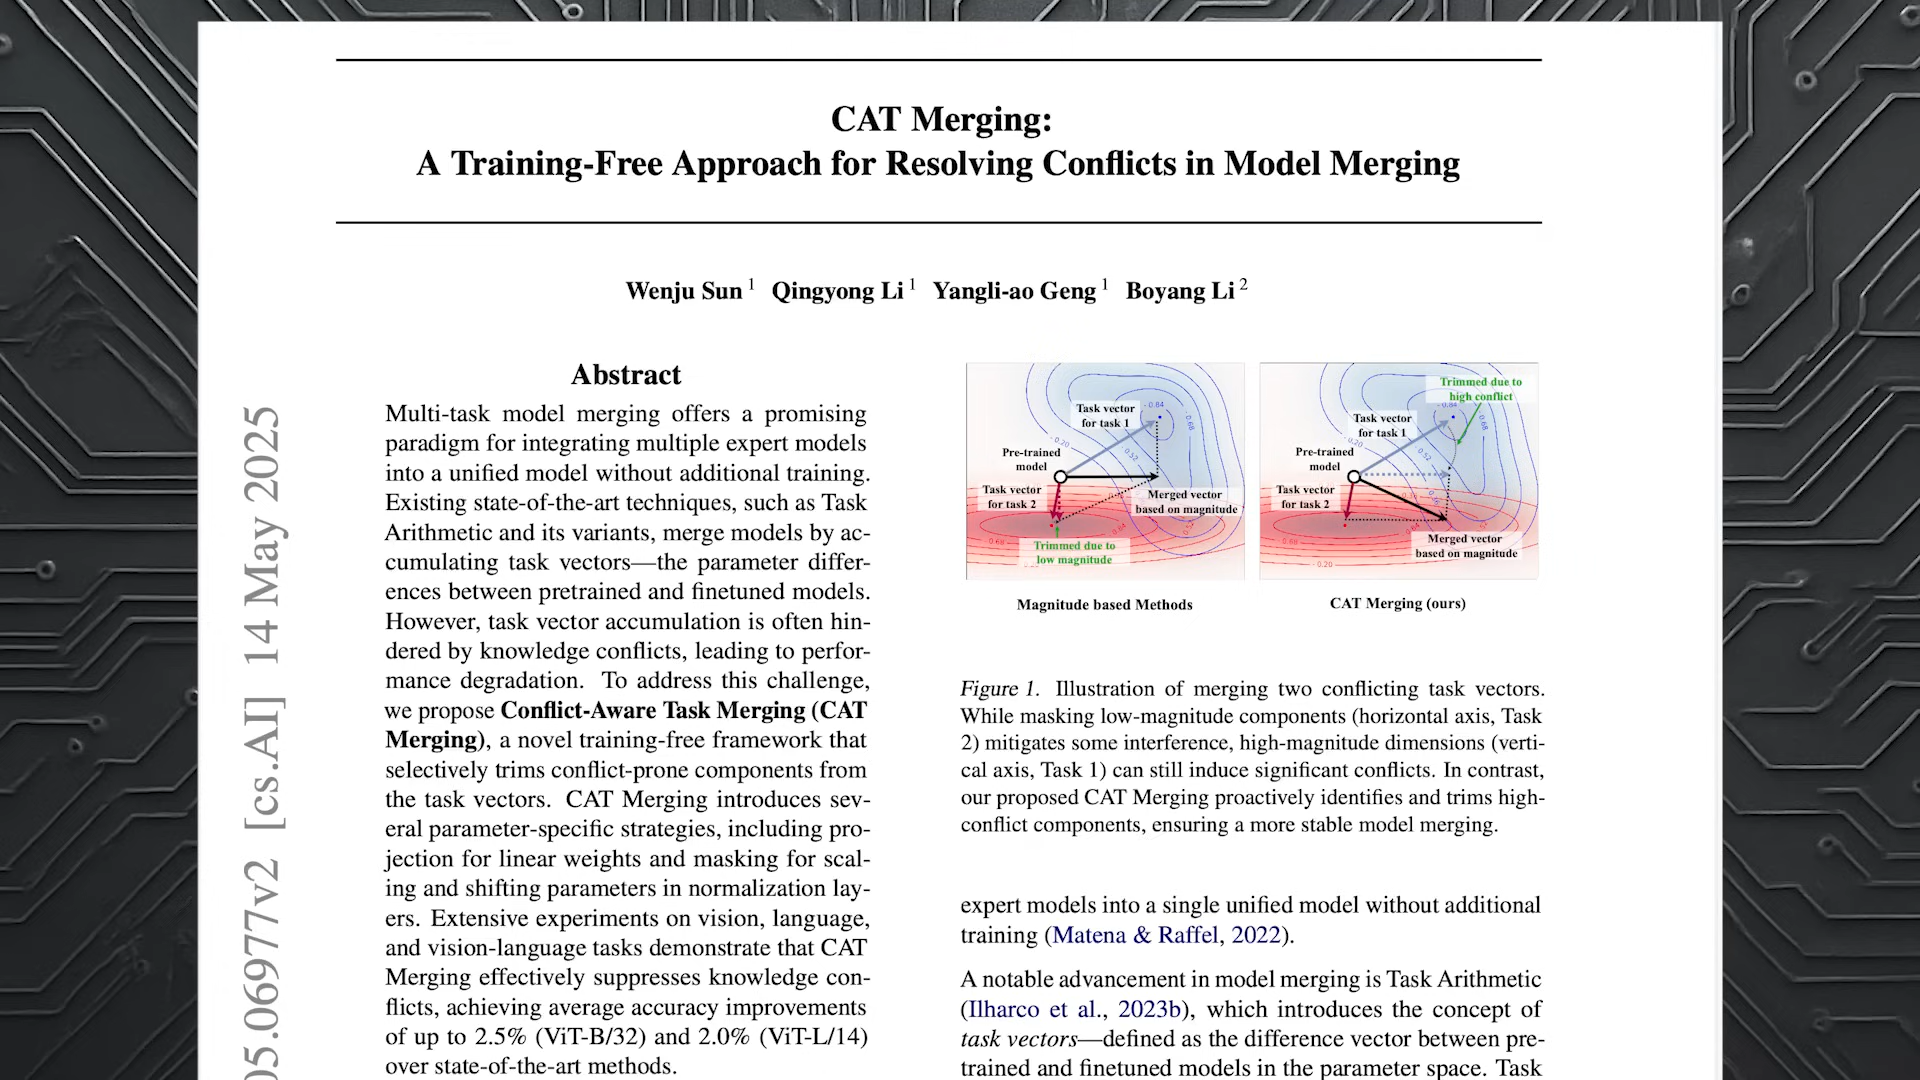 CAT Merging:
A Training-Free Approach for Resolving Conflicts in Model Merging
Wenju Sun 1 Qingyong Li 1 Yangli-ao Geng 1 Boyang Li 2
05.06977v2 [cs.AI] 14 May 2025
Abstract
Multi-task model merging offers a promising
paradigm for integrating multiple expert models
into a unified model without additional training.
Existing state-of-the-art techniques, such as Task
Arithmetic and its variants, merge models by ac-
cumulating task vectors—the parameter differ-
ences between pretrained and finetuned models.
However, task vector accumulation is often hin-
dered by knowledge conflicts, leading to perfor-
mance degradation. To address this challenge,
we propose Conflict-Aware Task Merging (CAT
Merging), a novel training-free framework that
selectively trims conflict-prone components from
the task vectors. CAT Merging introduces sev-
eral parameter-specific strategies, including pro-
jection for linear weights and masking for scal-
ing and shifting parameters in normalization lay-
ers. Extensive experiments on vision, language,
and vision-language tasks demonstrate that CAT
Merging effectively suppresses knowledge con-
flicts, achieving average accuracy improvements
of up to 2.5% (ViT-B/32) and 2.0% (ViT-L/14)
over state-of-the-art methods.
Task vector
for task 1
Pre-trained
model
Task vector
for task 2
Merged vector
based on magnitude
Trimmed due to
low magnitude
Magnitude based Methods
Trimmed due to
high conflict
Task vector
for task 1
Pre-trained
model
Task vector
for task 2
Merged vector
based on magnitude
CAT Merging (ours)
Figure 1. Illustration of merging two conflicting task vectors.
While masking low-magnitude components (horizontal axis, Task
2) mitigates some interference, high-magnitude dimensions (verti-
cal axis, Task 1) can still induce significant conflicts. In contrast,
our proposed CAT Merging proactively identifies and trims high-
conflict components, ensuring a more stable model merging.
expert models into a single unified model without additional
training (Matena & Raffel, 2022).
A notable advancement in model merging is Task Arithmetic
(Ilharco et al., 2023b), which introduces the concept of
task vectors—defined as the difference vector between pre-
trained and finetuned models in the parameter space. Task